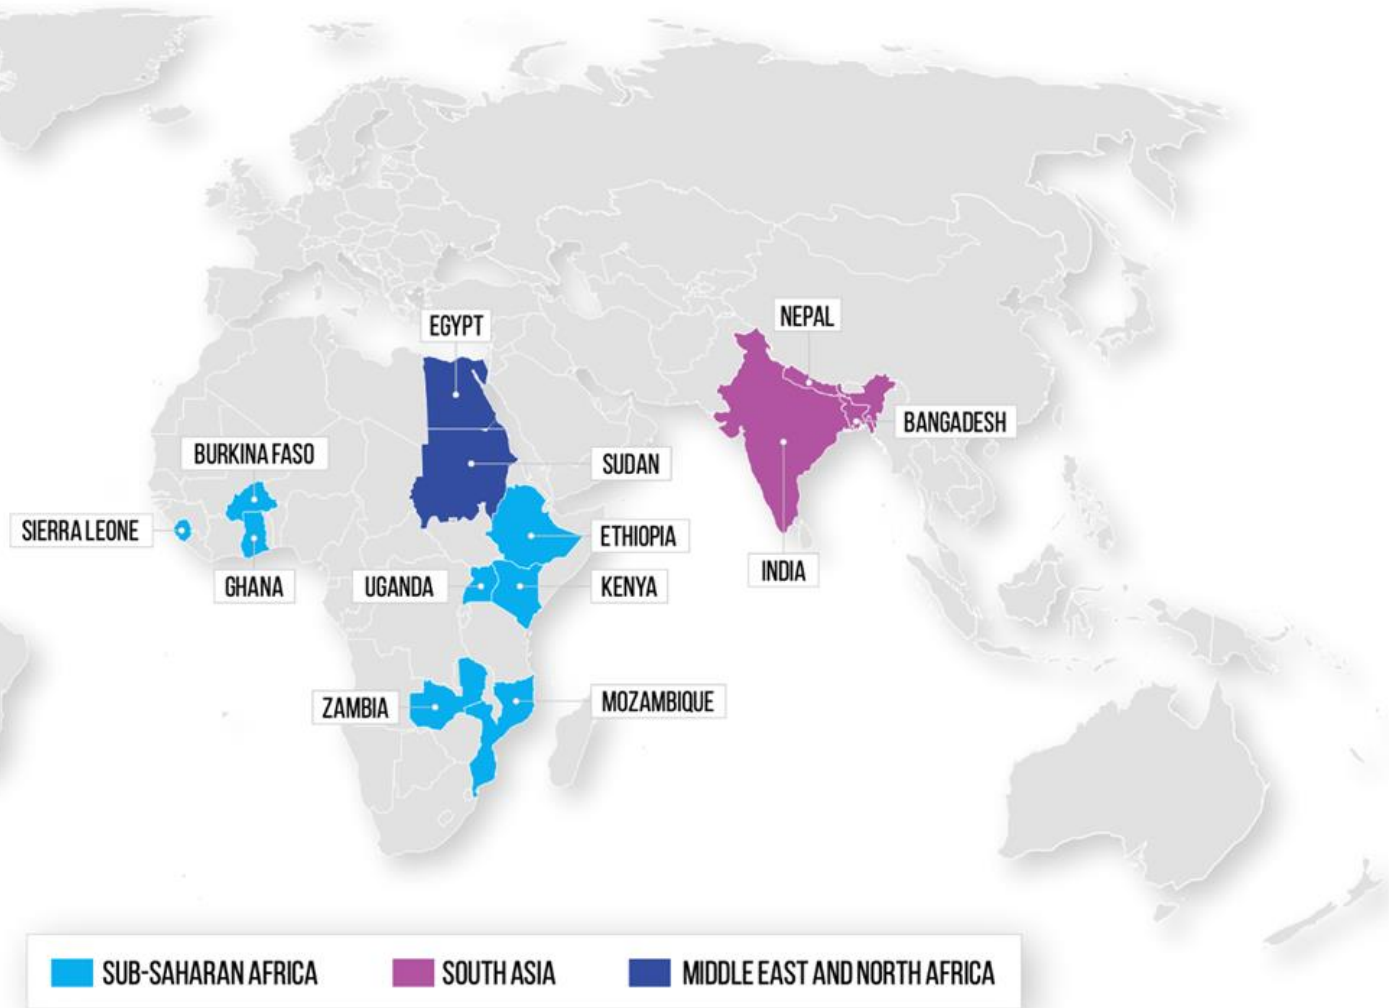 EGYPT
NEPAL
BANGADESH
BURKINA FASO
SUDAN
SIERRA LEONE
ETHIOPIA
GHANA
UGANDA
KENYA
INDIA
ZAMBIA
MOZAMBIQUE
SUB-SAHARAN AFRICA
SOUTH ASIA
MIDDLE EAST AND NORTH AFRICA